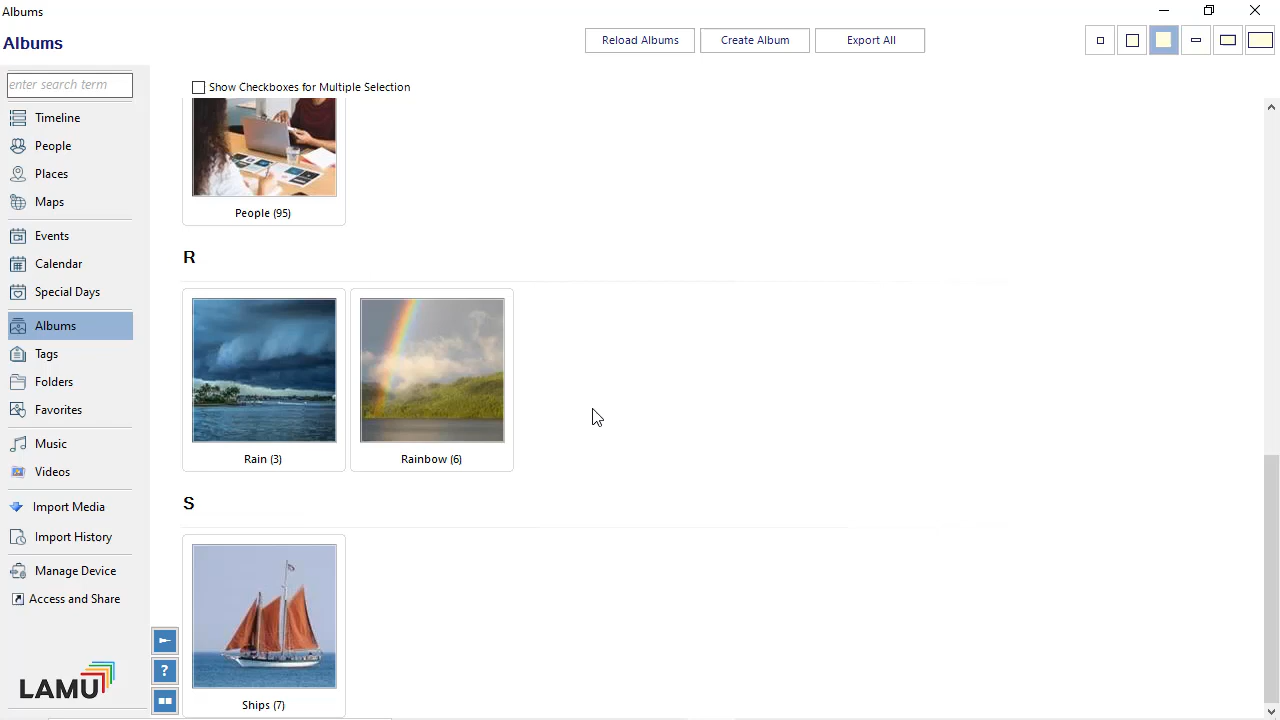 Albums
Albums
Reload Albums
Create Album
Export All
enter search term
Show Checkboxes for Multiple Selection
Timeline
People
Places
Maps
Events
Calendar
Special Days
Albums
Tags
Folders
Favorites
Music
Videos
Import Media
Import History
Manage Device
Access and Share
?
LAMU
People (95)
R
Rain (3)
Rainbow (6)
S
Ships (7)